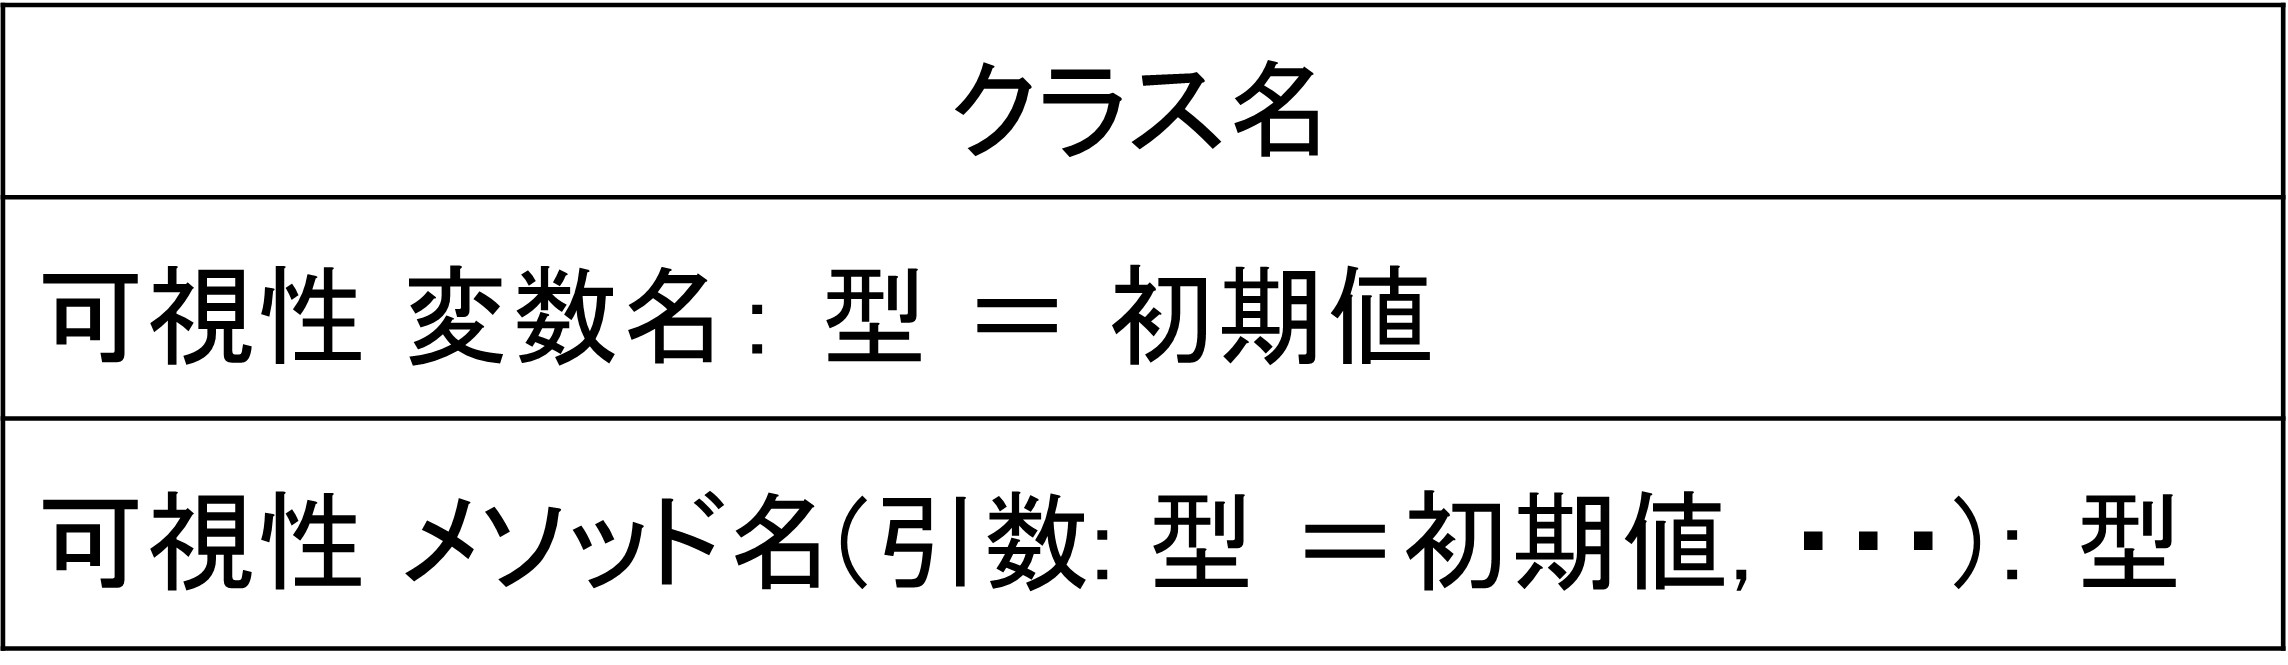 クラス名
可視性 変数名: 型 = 初期値
可視性 メソッド名(引数: 型 =初期値, ・・・): 型